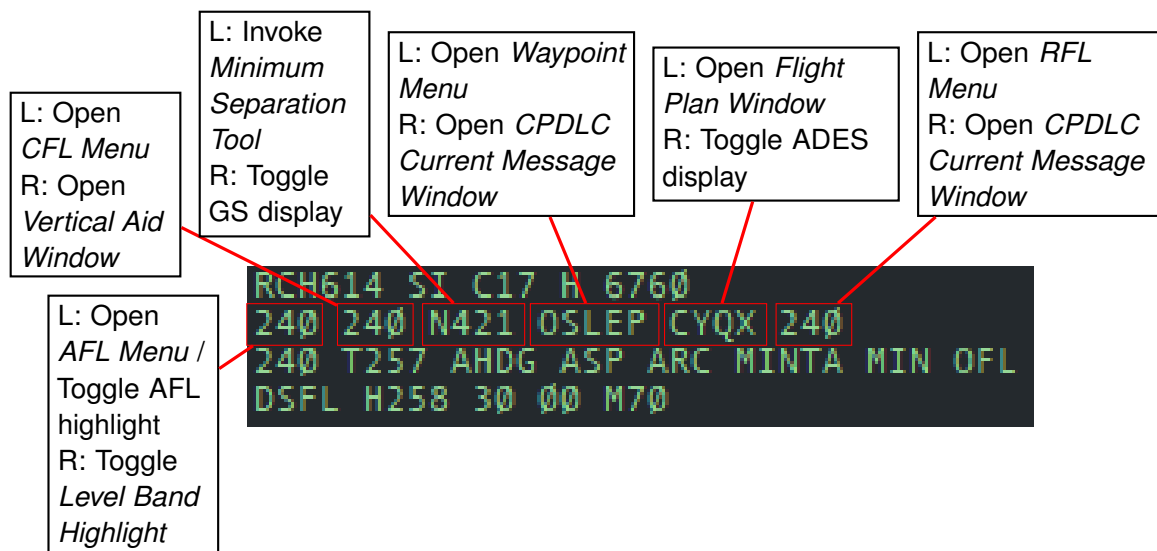 L: Invoke
Minimum
Separation
Tool
R: Toggle
GS display
L: Open Waypoint
Menu
R: Open CPDLC
Current Message
Window
L: Open Flight
Plan Window
R: Toggle ADES
display
L: Open RFL
Menu
R: Open CPDLC
Current Message
Window
L: Open
CFL Menu
R: Open
Vertical Aid
Window
RCH614 SI C17 H 6760
240 240 N421 OSLEP CYQX 240
240 T257 AHDG ASP ARC MINTA MIN OFL
DSFL H258 30 00 M70
L: Open
AFL Menu /
Toggle AFL
highlight
R: Toggle
Level Band
Highlight